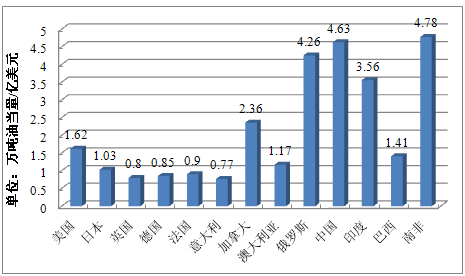 单位：万吨油当量/亿美元
5
4.5
4
3.5
3
2.5
2
1.5
1
0.5
0
1.62
1.03
0.8
0.85
0.9
0.77
2.36
1.17
4.26
4.63
3.56
1.41
4.78
美国
日本
英国
德国
法国
意大利
加拿大
澳大利亚
俄罗斯
中国
印度
巴西
南非